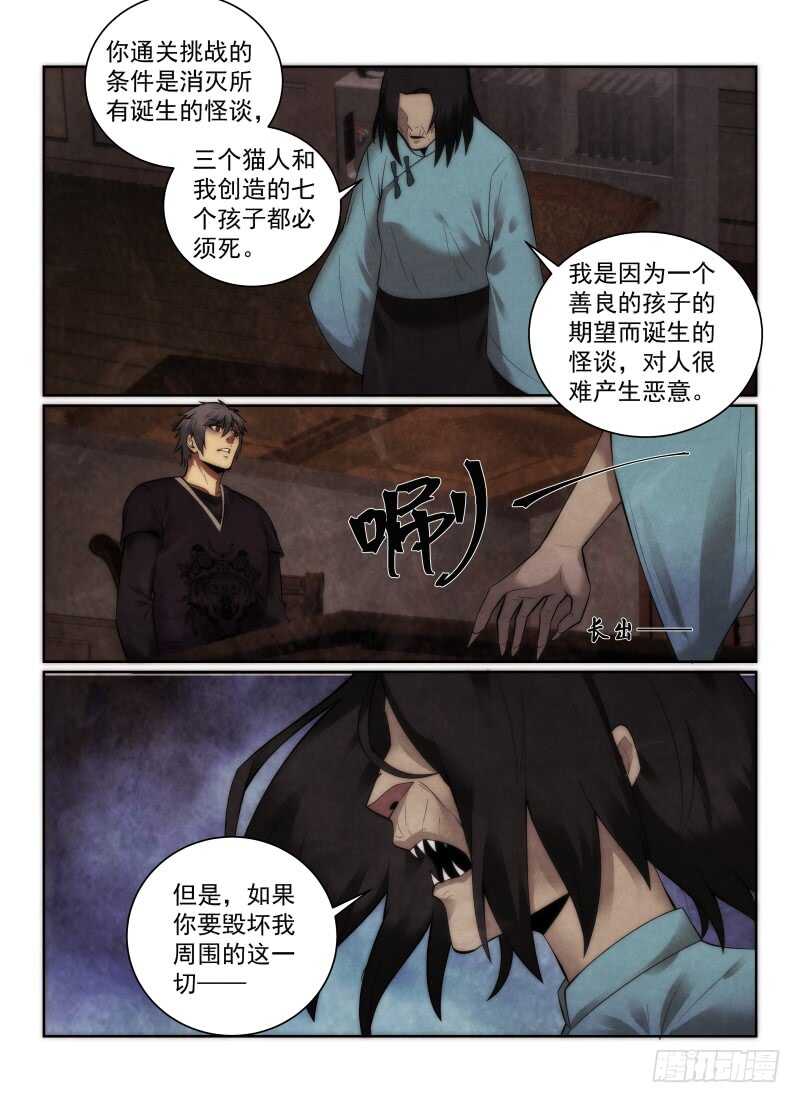 你通关挑战的
条件是消灭所
有诞生的怪谈，
三个猫人和
我创造的七
个孩子都必
须死。
我是因为一个
善良的孩子的
期望而诞生的
怪谈，对人很
难产生恶意。
唰
长出——
但是，如果
你要毁坏我
周围的这一
切——
腾讯动漫